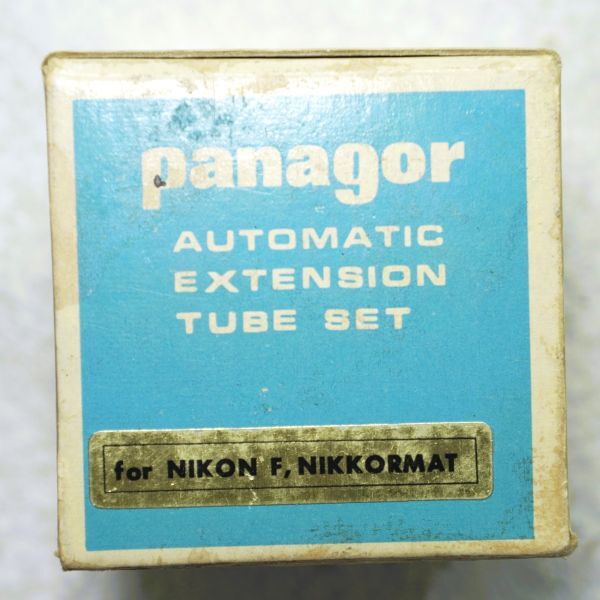 panagor
AUTOMATIC
EXTENSION
TUBE SET
for NIKON F, NIKKORMAT